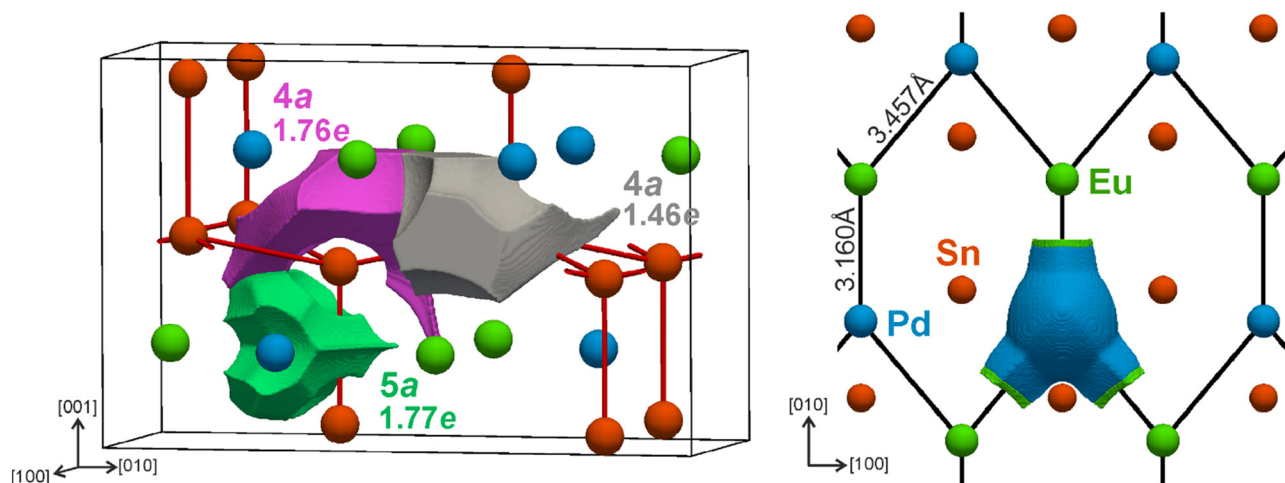 4a
1.76e
4a
1.46e
5a
1.77e
[001]
[100]
[010]
3.457Å
Eu
3.160Å
Sn
Pd
[010]
[100]